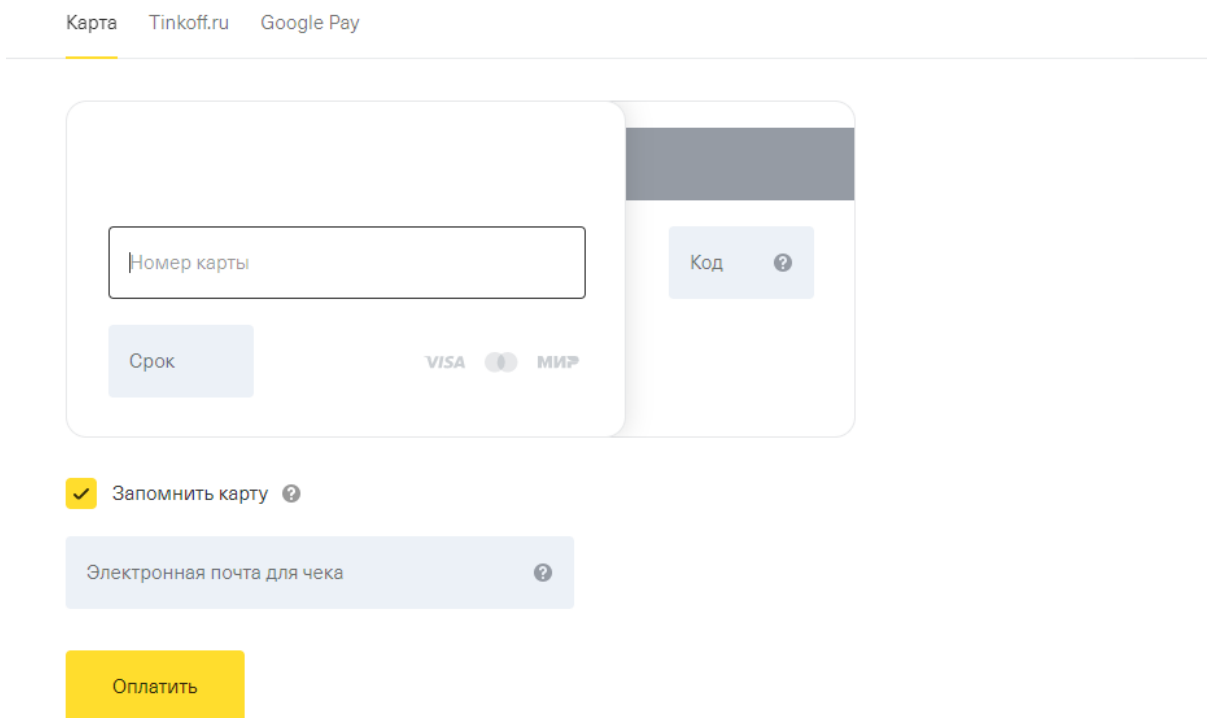 Карта Tinkoff.ru Google Pay
Номер карты
Код ?
Срок
VISA МИР
Запомнить карту ?
Электронная почта для чека ?
Оплатить